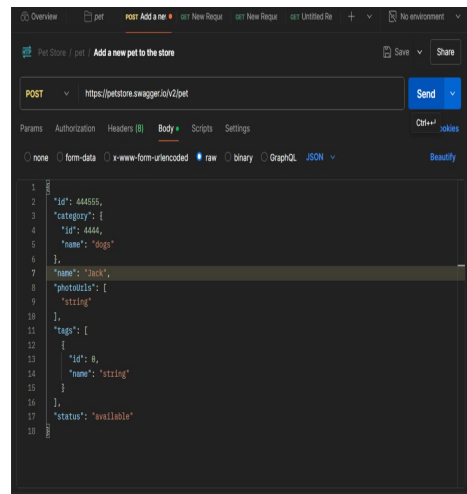 Overview pet POST Add a ne GET New Reque GET New Reque GET Untitled Re + No environment
Pet Store / pet / Add a new pet to the store Save Share
POST https://petstore.swagger.io/v2/pet Send
Ctrl+↵
Params Authorization Headers (8) Body Scripts Settings ookies
none form-data x-www-form-urlencoded raw binary GraphQL JSON Beautify
1 {
2 "id": 444555,
3 "category": {
4 "id": 4444,
5 "name": "dogs"
6 },
7 "name": "Jack",
8 "photoUrls": [
9 "string"
10 ],
11 "tags": [
12 {
13 "id": 0,
14 "name": "string"
15 }
16 ],
17 "status": "available"
18 }